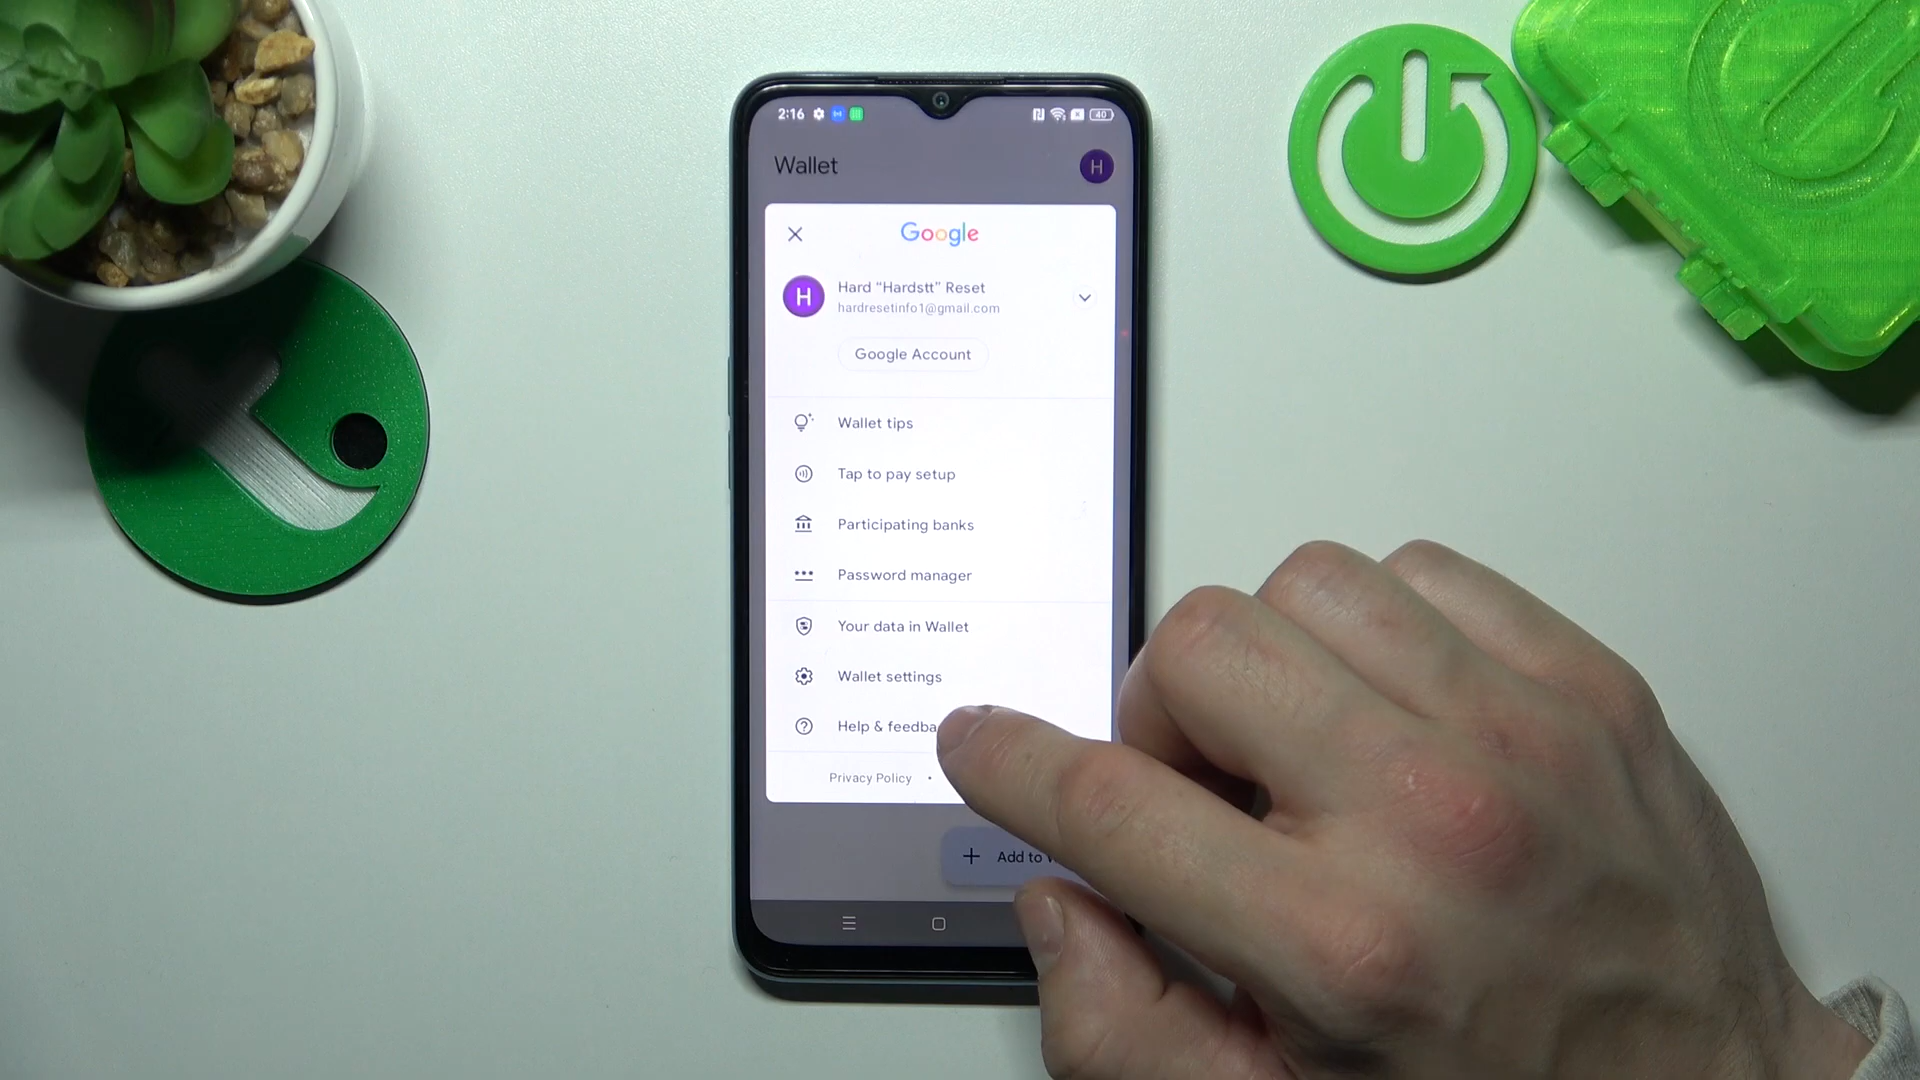 2:16
40
Wallet
H
Google
H
Hard “Hardstt” Reset
hardresetinfo1@gmail.com
Google Account
Wallet tips
Tap to pay setup
Participating banks
Password manager
Your data in Wallet
Wallet settings
Help & feedba
Privacy Policy •
+ Add to